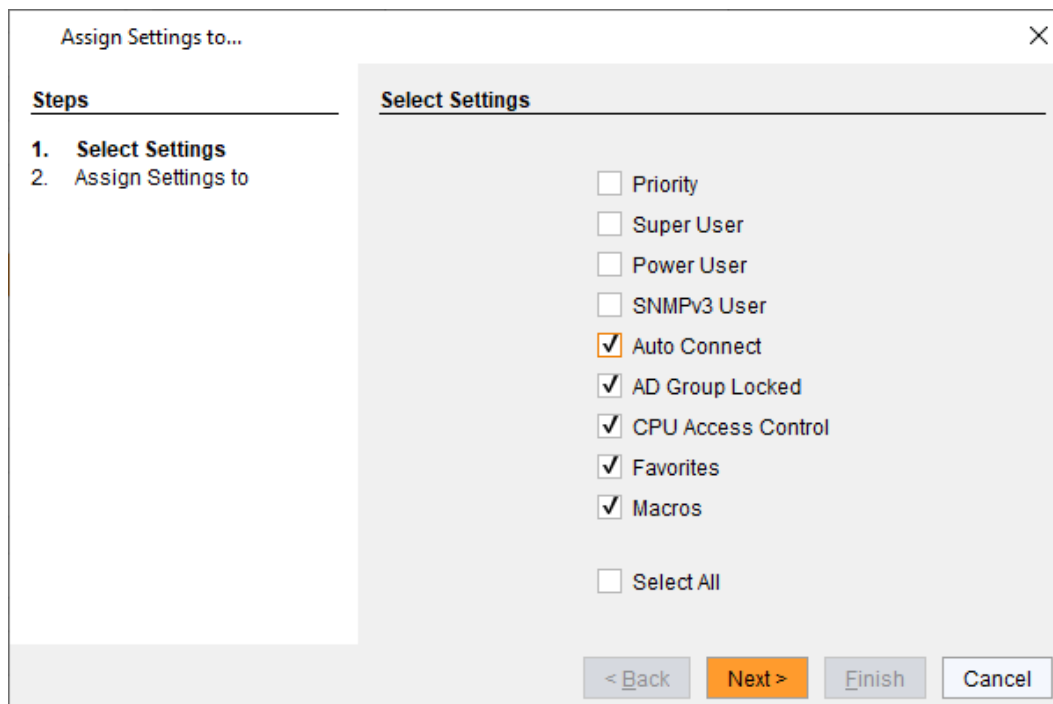 Assign Settings to...
Steps
1. Select Settings
2. Assign Settings to
Select Settings
Priority
Super User
Power User
SNMPv3 User
Auto Connect
AD Group Locked
CPU Access Control
Favorites
Macros
Select All
< Back Next > Finish Cancel